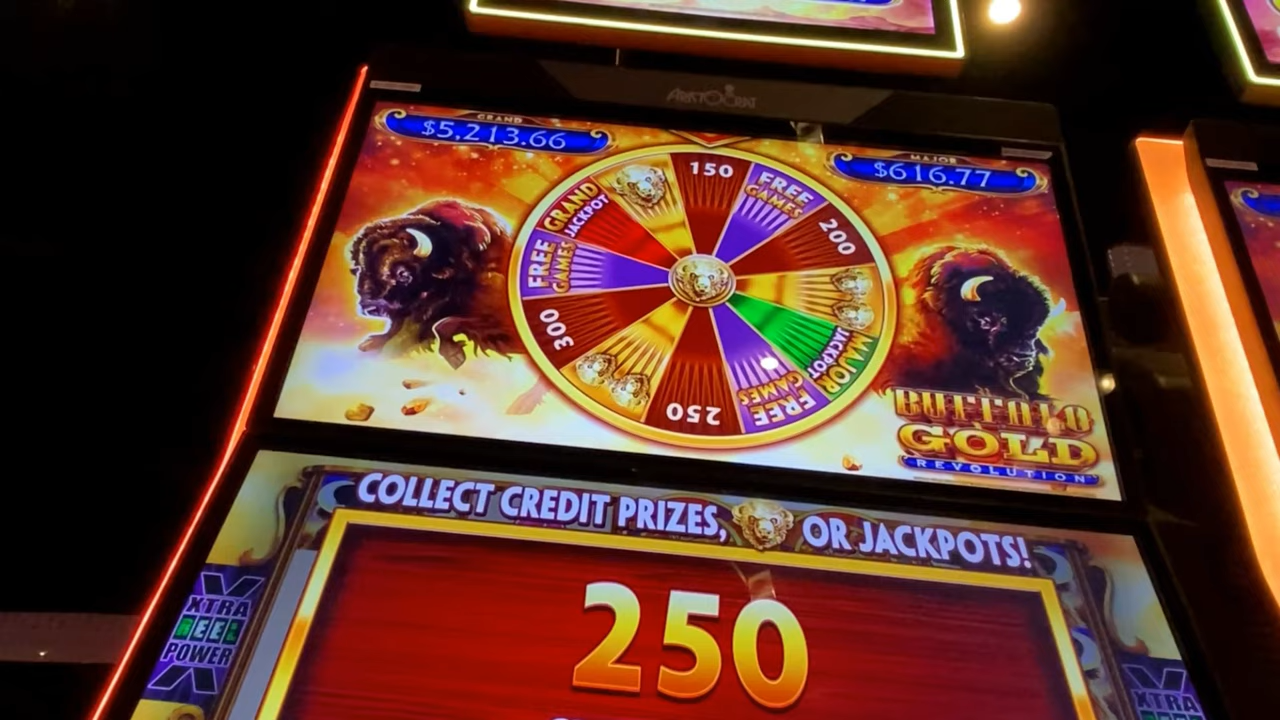 ARISTOCRAT
GRAND
$5,213.66
MAJOR
$616.77
150
FREE
GAMES
200
MAJOR
JACKPOT
FREE
GAMES
250
300
FREE
GAMES
GRAND
JACKPOT
BUFFALO
GOLD
REVOLUTION
COLLECT CREDIT PRIZES, OR JACKPOTS!
250
XTRA
REEL
POWER
XTRA
REEL